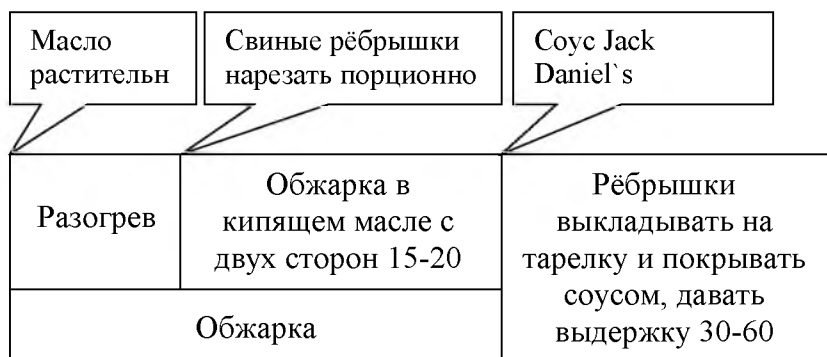 Масло
растительн
Свиные рёбрышки
нарезать порционно
Соус Jack
Daniel`s
Разогрев
Обжарка в
кипящем масле с
двух сторон 15-20
Рёбрышки
выкладывать на
тарелку и покрывать
соусом, давать
выдержку 30-60
Обжарка